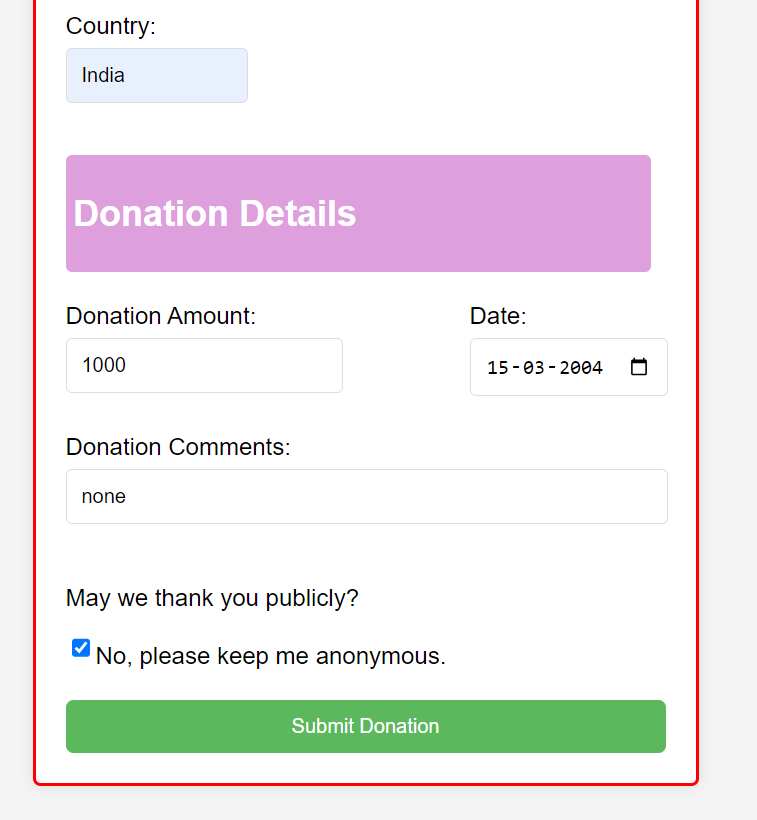 Country:
India
Donation Details
Donation Amount:
Date:
1000
15-03-2004
Donation Comments:
none
May we thank you publicly?
No, please keep me anonymous.
Submit Donation